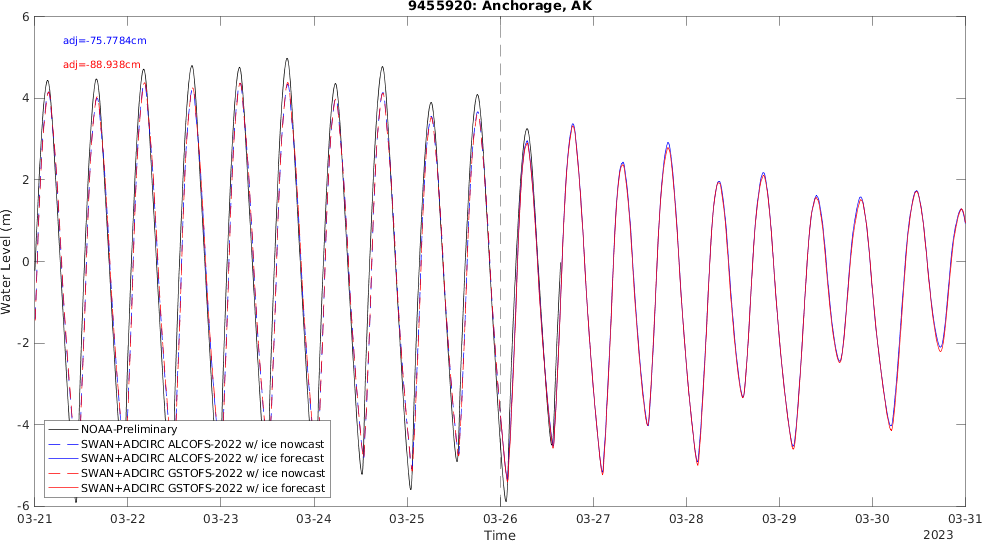 9455920: Anchorage, AK
6
adj=-75.7784cm
adj=-88.938cm
4
2
0
-2
-4
-6
Water Level (m)
NOAA-Preliminary
SWAN+ADCIRC ALCOFS-2022 w/ ice nowcast
SWAN+ADCIRC ALCOFS-2022 w/ ice forecast
SWAN+ADCIRC GSTOFS-2022 w/ ice nowcast
SWAN+ADCIRC GSTOFS-2022 w/ ice forecast
03-21 03-22 03-23 03-24 03-25 03-26 03-27 03-28 03-29 03-30 03-31
Time
2023